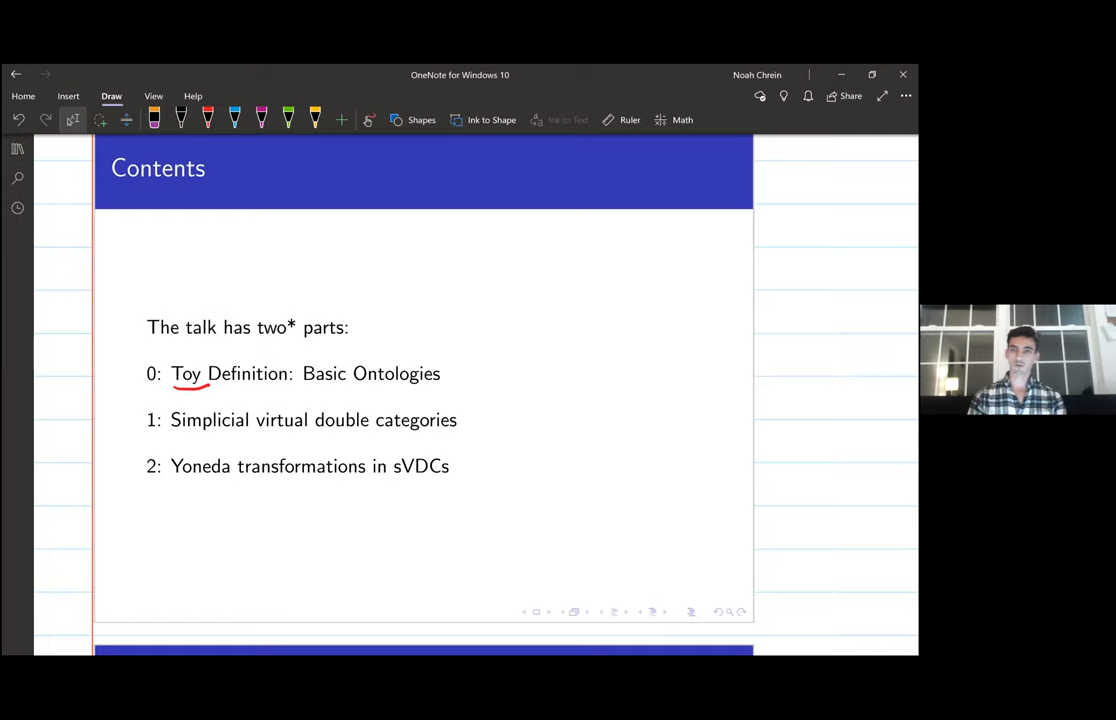 OneNote for Windows 10
Noah Chrein
Home Insert Draw View Help
Share
Shapes Ink to Shape Ink to Text Ruler Math
Contents
The talk has two* parts:
0: Toy Definition: Basic Ontologies
1: Simplicial virtual double categories
2: Yoneda transformations in sVDCs